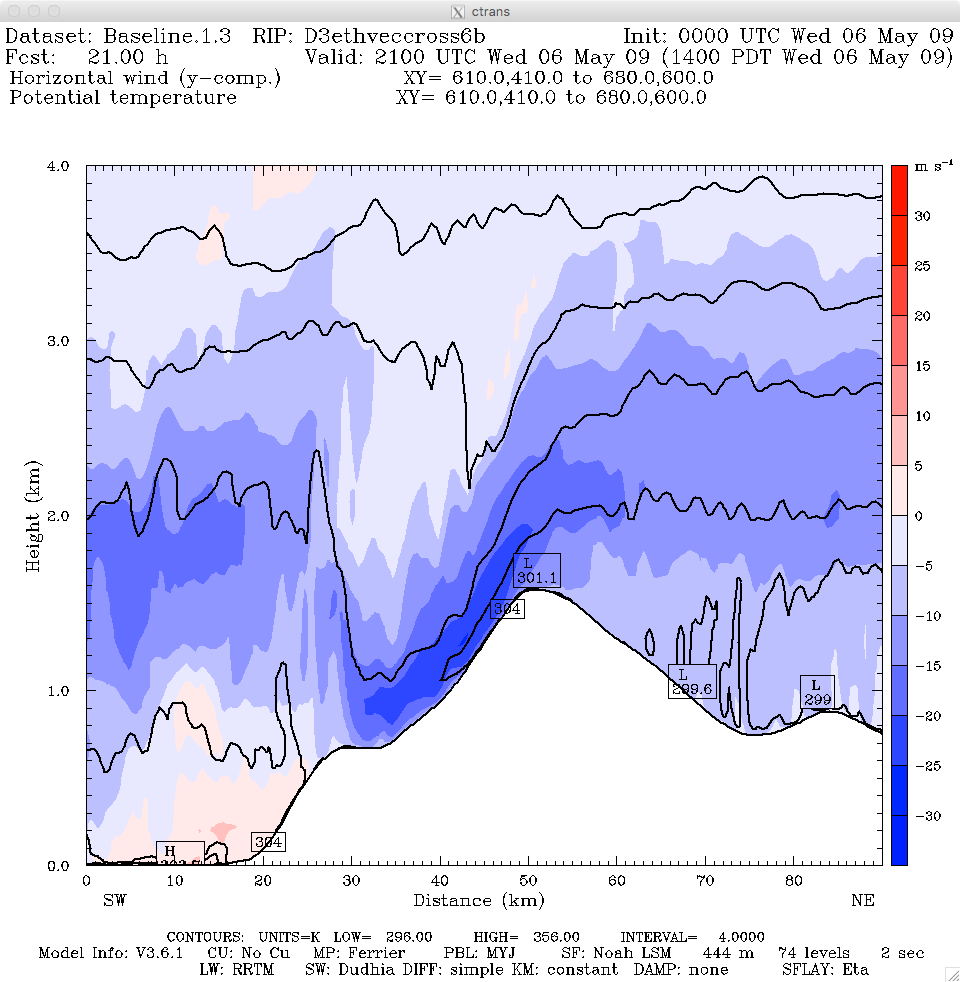 ctrans
Dataset: Baseline.1.3 RIP: D3ethveccross6b Init: 0000 UTC Wed 06 May 09
Fcst: 21.00 h Valid: 2100 UTC Wed 06 May 09 (1400 PDT Wed 06 May 09)
Horizontal wind (y-comp.) XY= 610.0,410.0 to 680.0,600.0
Potential temperature XY= 610.0,410.0 to 680.0,600.0
4.0
3.0
2.0
1.0
0.0
Height (km)
m s⁻¹
30
25
20
15
10
5
0
-5
-10
-15
-20
-25
-30
L
301.1
304
L
299.6
L
299
H
304
0 10 20 30 40 50 60 70 80
SW Distance (km) NE
CONTOURS: UNITS=K LOW= 296.00 HIGH= 356.00 INTERVAL= 4.0000
Model Info: V3.6.1 CU: No Cu MP: Ferrier PBL: MYJ SF: Noah LSM 444 m 74 levels 2 sec
LW: RRTM SW: Dudhia DIFF: simple KM: constant DAMP: none SFLAY: Eta